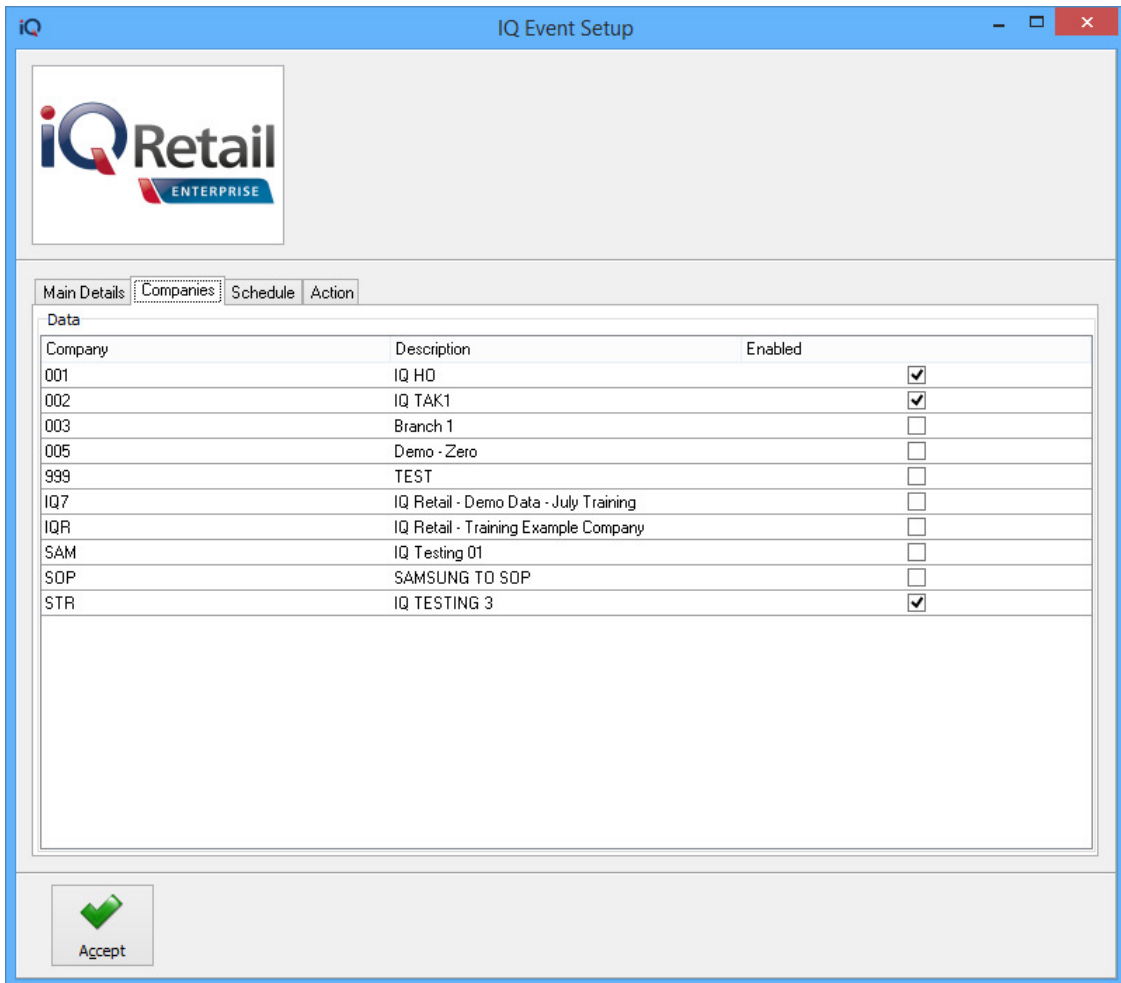 iQ IQ Event Setup
iQ Retail
ENTERPRISE
Main Details Companies Schedule Action
Data
Company Description Enabled
001 IQ HO
002 IQ TAK1
003 Branch 1
005 Demo - Zero
999 TEST
IQ7 IQ Retail - Demo Data - July Training
IQR IQ Retail - Training Example Company
SAM IQ Testing 01
SOP SAMSUNG TO SOP
STR IQ TESTING 3
Accept